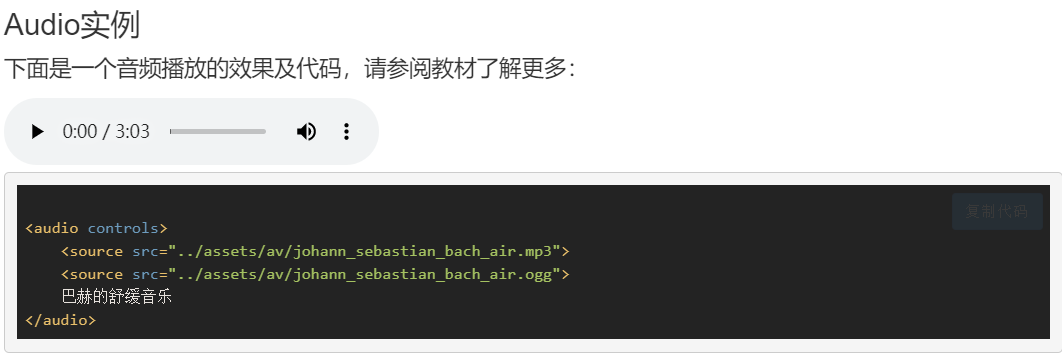 Audio实例
下面是一个音频播放的效果及代码，请参阅教材了解更多：
0:00 / 3:03
复制代码
<audio controls>
    <source src="../assets/av/johann_sebastian_bach_air.mp3">
    <source src="../assets/av/johann_sebastian_bach_air.ogg">
    巴赫的舒缓音乐
</audio>